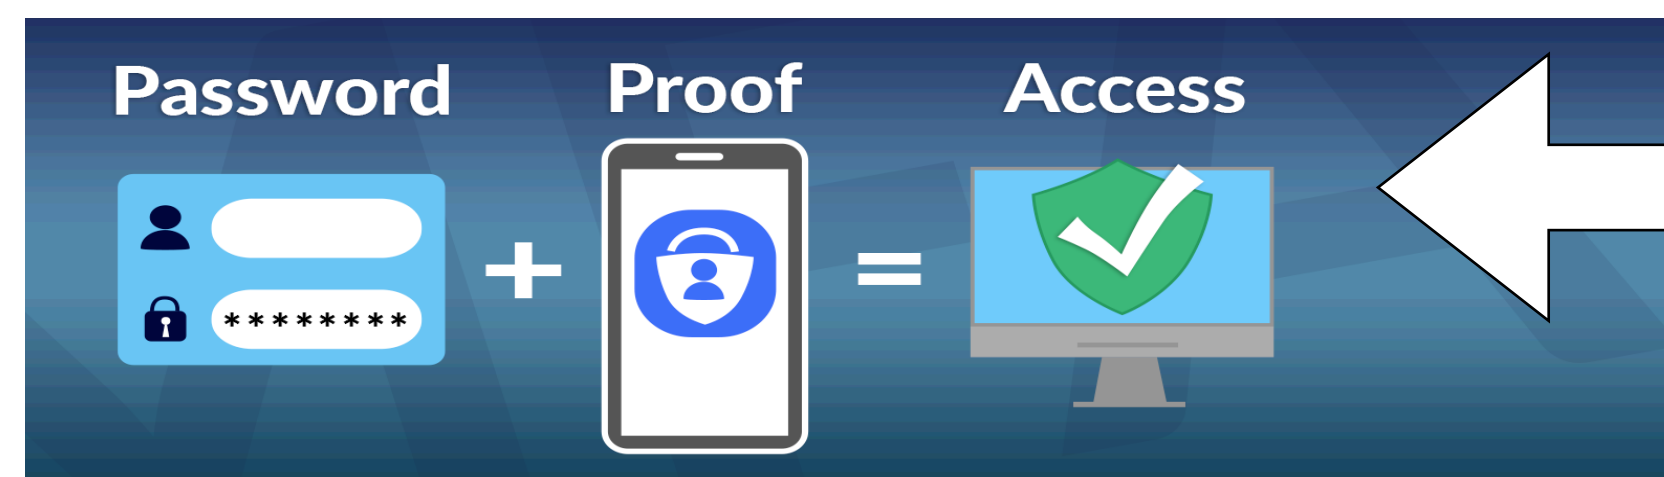 Password
Proof
Access
+
=
********